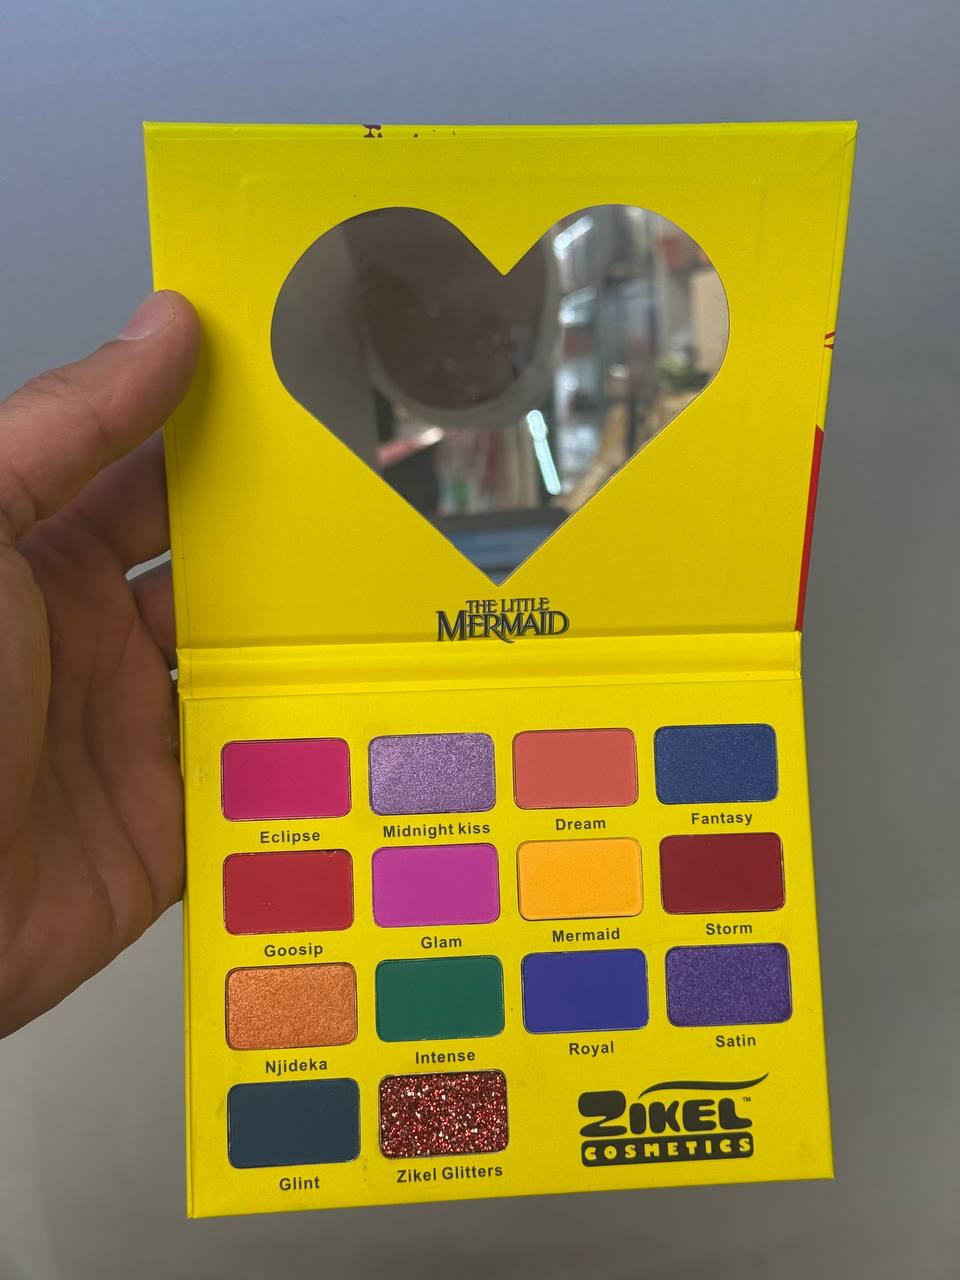 THE LITTLE
MERMAID
Eclipse
Midnight kiss
Dream
Fantasy
Goosip
Glam
Mermaid
Storm
Njideka
Intense
Royal
Satin
Glint
Zikel Glitters
ZIKEL™
COSMETICS